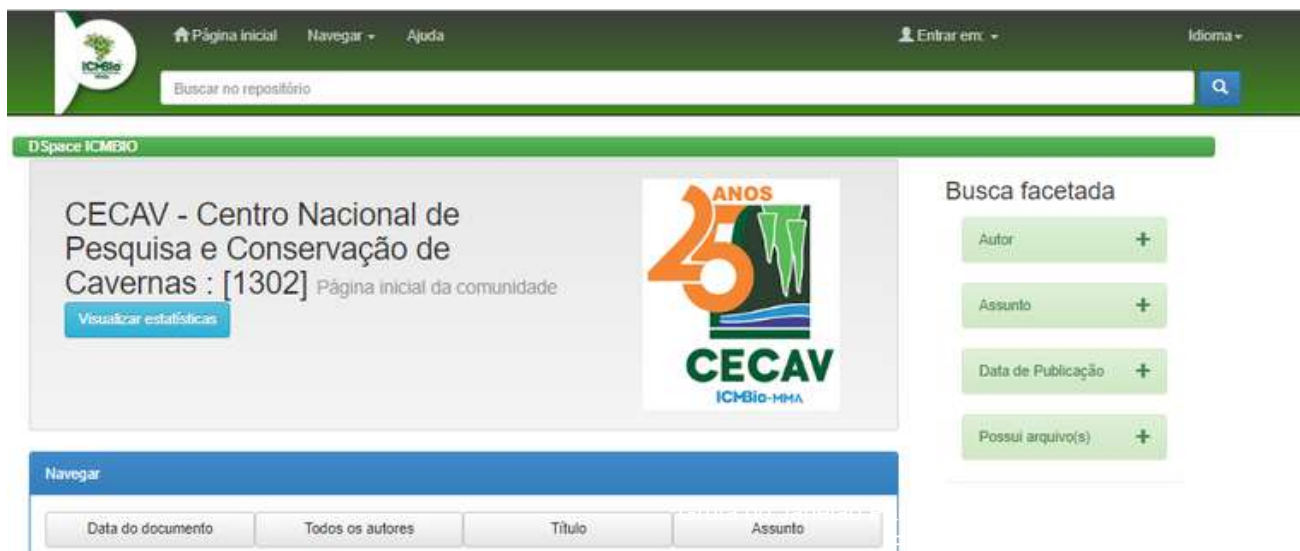 Página inicial
Navegar
Ajuda
Entrar em:
Idioma
ICMBio
MMA
Buscar no repositório
DSpace ICMBIO
CECAV - Centro Nacional de
Pesquisa e Conservação de
Cavernas : [1302] Página inicial da comunidade
Visualizar estatísticas
25 ANOS
CECAV
ICMBio-MMA
Busca facetada
Autor +
Assunto +
Data de Publicação +
Possui arquivo(s) +
Navegar
Data do documento
Todos os autores
Título
Assunto